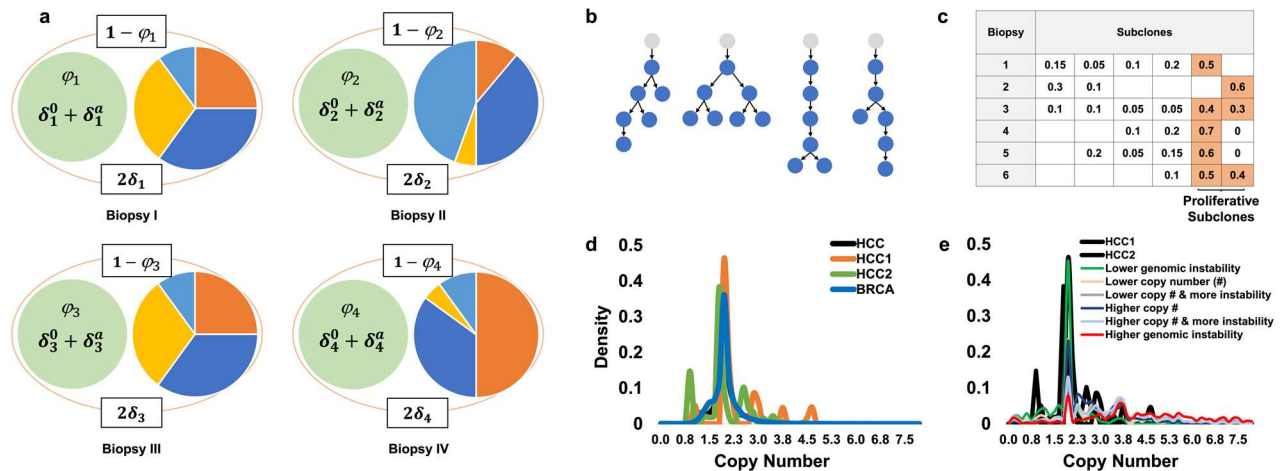 a
1 − φ₁
φ₁
δ₁⁰ + δ₁ᵃ
2δ₁
Biopsy I
1 − φ₂
φ₂
δ₂⁰ + δ₂ᵃ
2δ₂
Biopsy II
1 − φ₃
φ₃
δ₃⁰ + δ₃ᵃ
2δ₃
Biopsy III
1 − φ₄
φ₄
δ₄⁰ + δ₄ᵃ
2δ₄
Biopsy IV
b
c
Biopsy Subclones
1 0.15 0.05 0.1 0.2 0.5
2 0.3 0.1 0.6
3 0.1 0.1 0.05 0.05 0.4 0.3
4 0.1 0.2 0.7 0
5 0.2 0.05 0.15 0.6 0
6 0.1 0.5 0.4
Proliferative
Subclones
d
0.5
0.4
0.3
0.2
0.1
0
Density
HCC
HCC1
HCC2
BRCA
0.0 0.8 1.5 2.3 3.0 3.8 4.5 5.3 6.0 6.8 7.5
Copy Number
e
0.5
0.4
0.3
0.2
0.1
0
HCC1
HCC2
Lower genomic instability
Lower copy number (#)
Lower copy # & more instability
Higher copy #
Higher copy # & more instability
Higher genomic instability
0.0 0.8 1.5 2.3 3.0 3.8 4.5 5.3 6.0 6.8 7.5
Copy Number